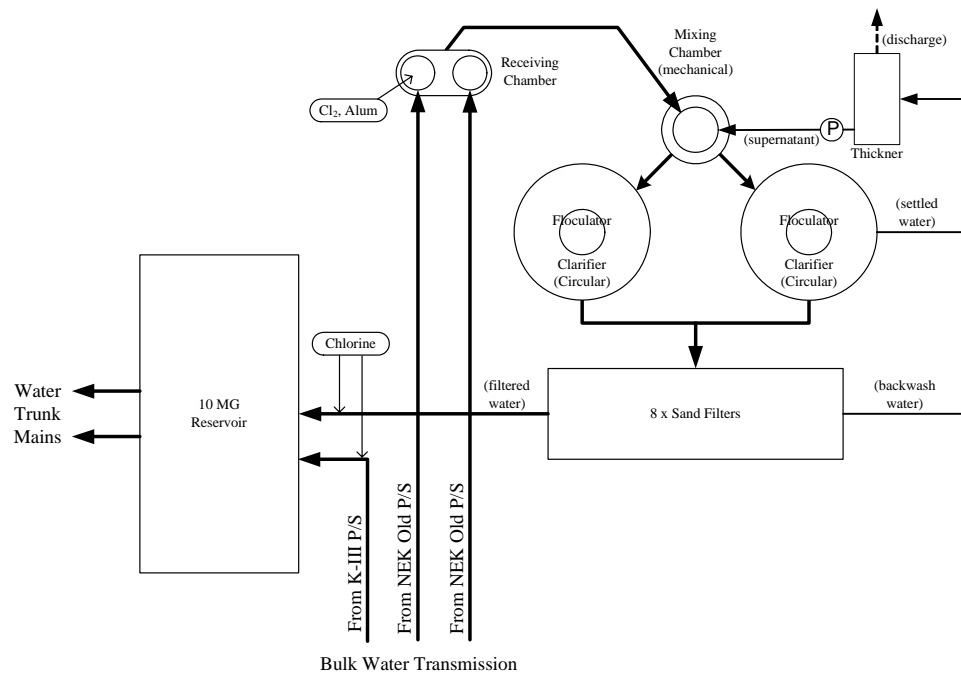 Mixing
Chamber
(mechanical)
(discharge)
Receiving
Chamber
Cl₂, Alum
P
(supernatant)
Thickner
Floculator
Clarifier
(Circular)
Floculator
Clarifier
(Circular)
(settled
water)
Chlorine
Water
Trunk
Mains
10 MG
Reservoir
(filtered
water)
8 x Sand Filters
(backwash
water)
From K-III P/S
From NEK Old P/S
From NEK Old P/S
Bulk Water Transmission